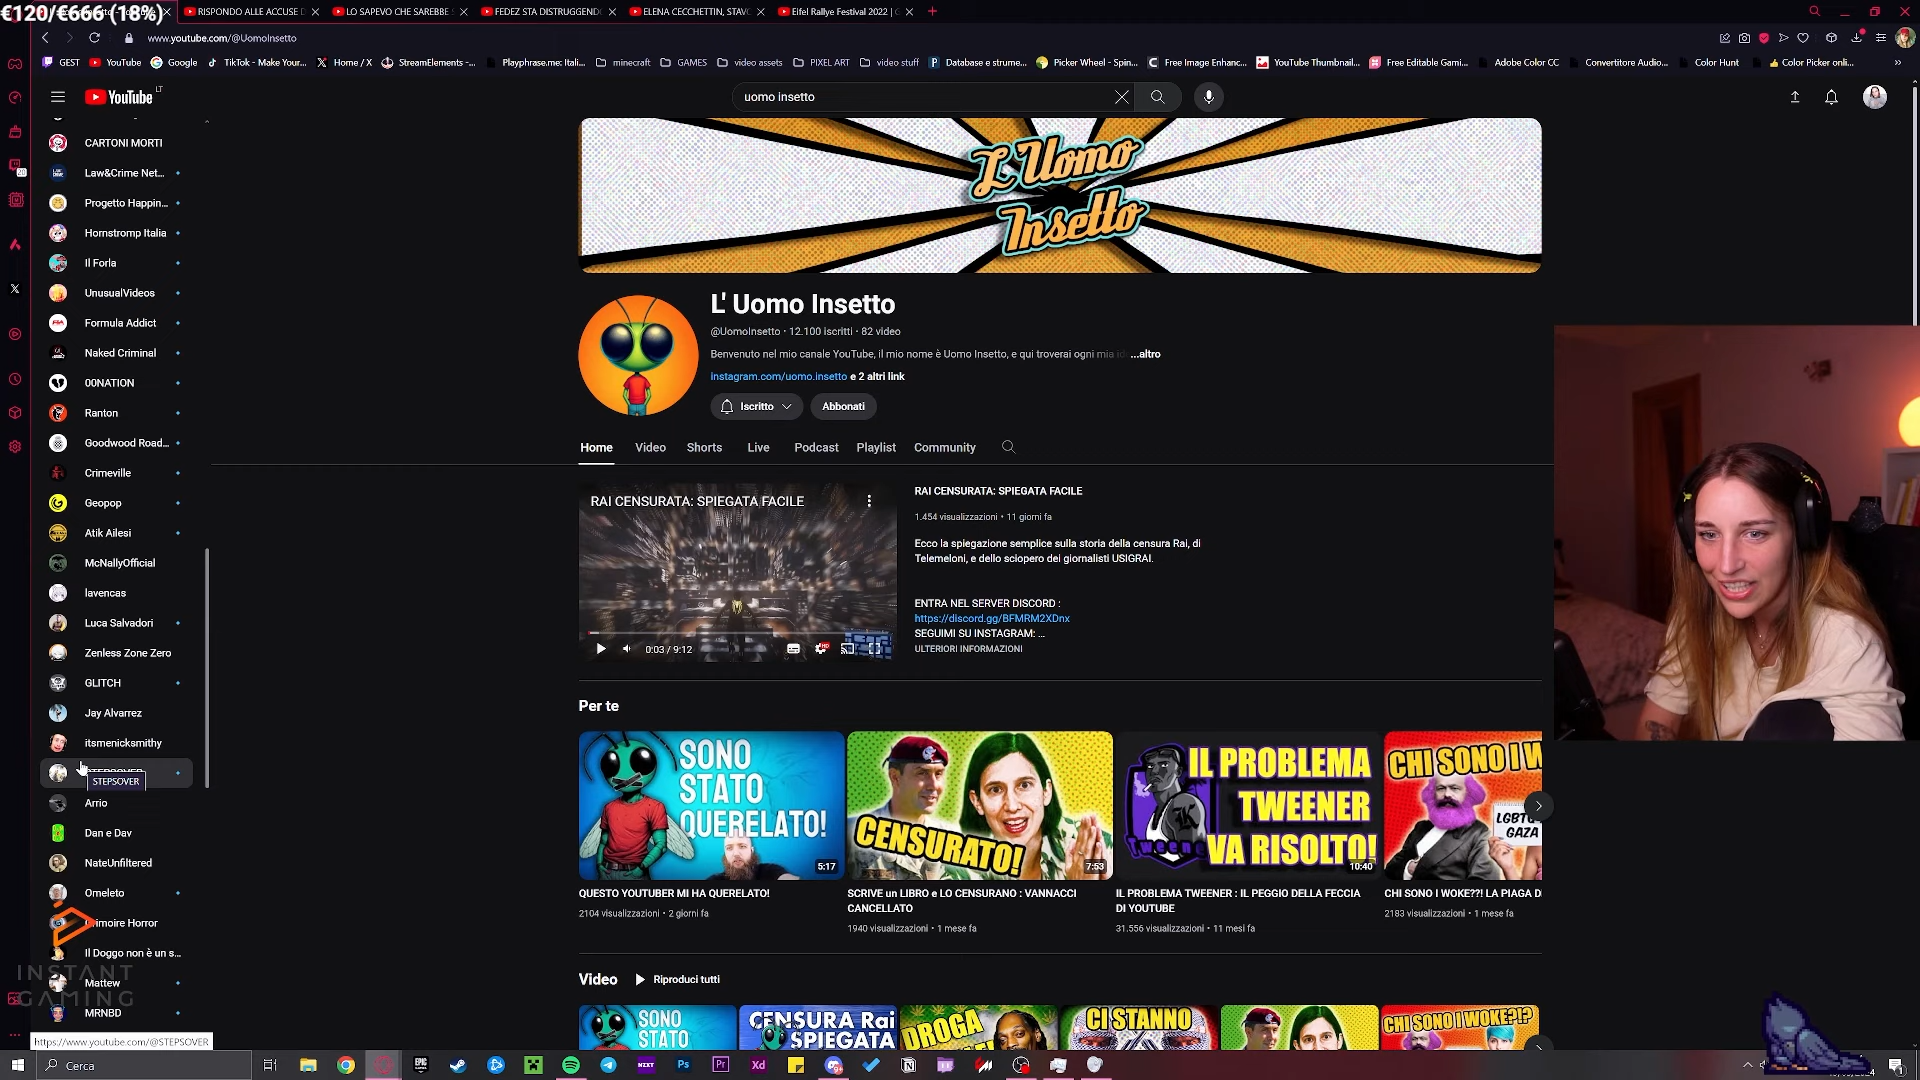 €120/€666 (18%)
RISPONDO ALLE ACCUSE D
LO SAPEVO CHE SAREBBE
FEDEZ STA DISTRUGGEND
ELENA CECCHETTIN, STAV
Eifel Rallye Festival 2022 |
www.youtube.com/@UomoInsetto
GEST
YouTube
Google
TikTok - Make Your...
Home / X
StreamElements -...
Playphrase.me: Itali...
minecraft
GAMES
video assets
PIXEL ART
video stuff
Database e strume...
Picker Wheel - Spin...
Free Image Enhanc...
YouTube Thumbnail...
Free Editable Gami...
Adobe Color CC
Convertitore Audio...
Color Hunt
Color Picker onli...
YouTube LT
uomo insetto
CARTONI MORTI
Law&Crime Net...
Progetto Happin...
Hornstromp Italia
Il Forla
UnusualVideos
Formula Addict
Naked Criminal
00NATION
Ranton
Goodwood Road...
Crimeville
Geopop
Atik Ailesi
McNallyOfficial
lavencas
Luca Salvadori
Zenless Zone Zero
GLITCH
Jay Alvarrez
itsmenicksmithy
STEPSOVER
Arrio
Dan e Dav
NateUnfiltered
Omeleto
Grimoire Horror
Il Doggo non è un s...
Mattew
MRNBD
INSTANT
GAMING
https://www.youtube.com/@STEPSOVER
L'Uomo
Insetto
L' Uomo Insetto
@UomoInsetto • 12.100 iscritti • 82 video
Benvenuto nel mio canale YouTube, il mio nome è Uomo Insetto, e qui troverai ogni mia id ...altro
instagram.com/uomo.insetto e 2 altri link
Iscritto
Abbonati
Home
Video
Shorts
Live
Podcast
Playlist
Community
RAI CENSURATA: SPIEGATA FACILE
0:03 / 9:12
RAI CENSURATA: SPIEGATA FACILE
1.454 visualizzazioni • 11 giorni fa
Ecco la spiegazione semplice sulla storia della censura Rai, di
Telemeloni, e dello sciopero dei giornalisti USIGRAI.
ENTRA NEL SERVER DISCORD :
https://discord.gg/BFMRM2XDnx
SEGUIMI SU INSTAGRAM: ...
ULTERIORI INFORMAZIONI
Per te
SONO
STATO
QUERELATO!
5:17
QUESTO YOUTUBER MI HA QUERELATO!
2104 visualizzazioni • 2 giorni fa
CENSURATO!
7:53
SCRIVE un LIBRO e LO CENSURANO : VANNACCI
CANCELLATO
1940 visualizzazioni • 1 mese fa
IL PROBLEMA
TWEENER
VA RISOLTO!
Tweener
10:40
IL PROBLEMA TWEENER : IL PEGGIO DELLA FECCIA
DI YOUTUBE
31.556 visualizzazioni • 11 mesi fa
CHI SONO I W
LGBTQ
GAZA
CHI SONO I WOKE??! LA PIAGA D
2183 visualizzazioni • 1 mese fa
Video
Riproduci tutti
SONO
STATO
CENSURA Rai
SPIEGATA
DROGA
CI STANNO
CHI SONO I WOKE?!?
Cerca